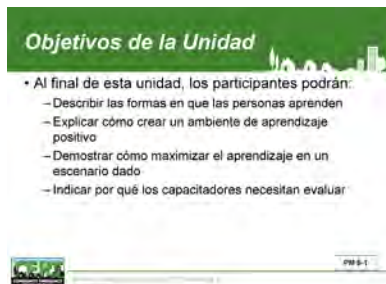 Objetivos de la Unidad
• Al final de esta unidad, los participantes podrán:
– Describir las formas en que las personas aprenden
– Explicar cómo crear un ambiente de aprendizaje
positivo
– Demostrar cómo maximizar el aprendizaje en un
escenario dado
– Indicar por qué los capacitadores necesitan evaluar